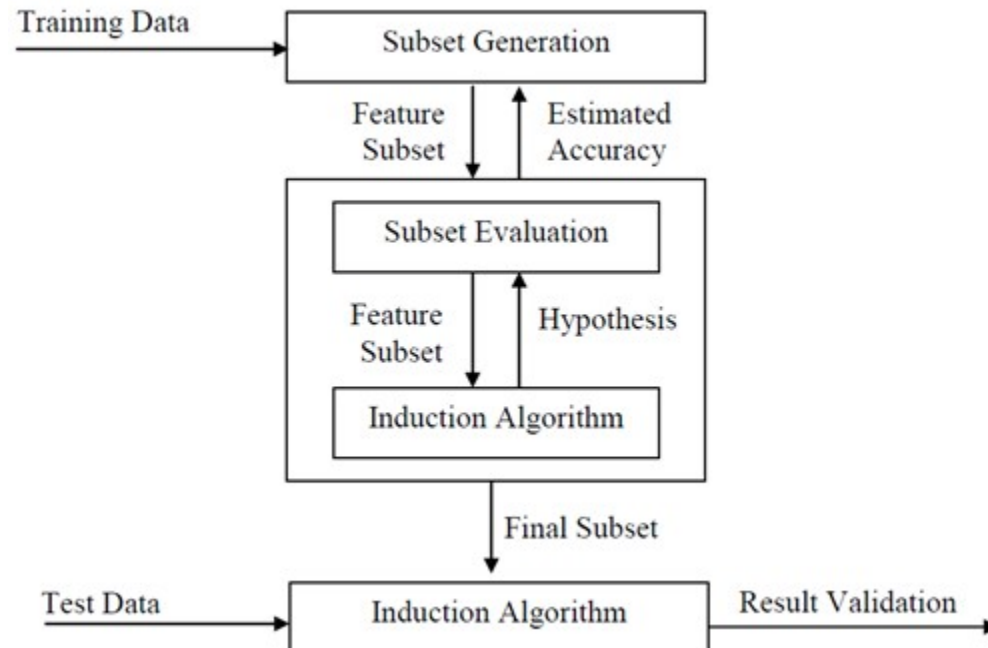 Training Data
Subset Generation
Feature
Subset
Estimated
Accuracy
Subset Evaluation
Feature
Subset
Hypothesis
Induction Algorithm
Final Subset
Test Data
Induction Algorithm
Result Validation